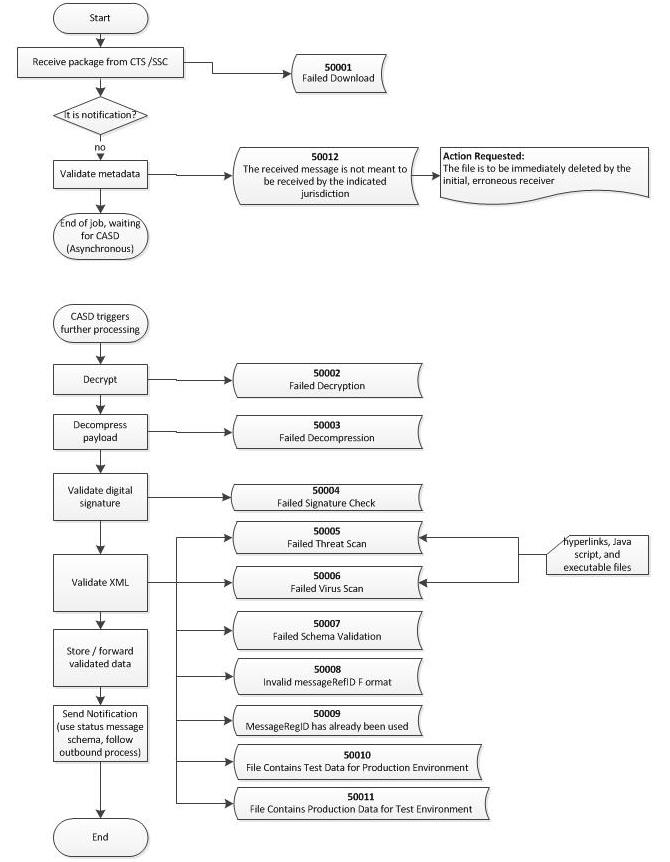 Start
Receive package from CTS /SSC
50001
Failed Download
It is notification?
no
Validate metadata
50012
The received message is not meant to
be received by the indicated
jurisdiction
Action Requested:
The file is to be immediately deleted by the
initial, erroneous receiver
End of job, waiting
for CASD
(Asynchronous)
CASD triggers
further processing
Decrypt
50002
Failed Decryption
Decompress
payload
50003
Failed Decompression
Validate digital
signature
50004
Failed Signature Check
50005
Failed Threat Scan
hyperlinks, Java
script, and
executable files
Validate XML
50006
Failed Virus Scan
50007
Failed Schema Validation
Store / forward
validated data
50008
Invalid messageRefID F ormat
Send Notification
(use status message
schema, follow
outbound process)
50009
MessageRegID has already been used
50010
File Contains Test Data for Production Environment
50011
File Contains Production Data for Test Environment
End